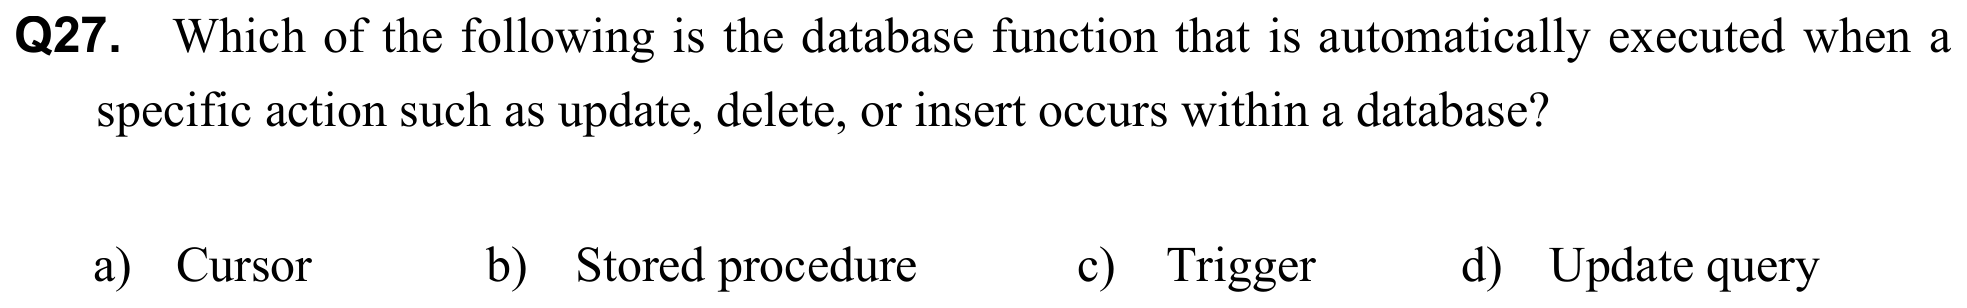 Q27. Which of the following is the database function that is automatically executed when a
specific action such as update, delete, or insert occurs within a database?
a) Cursor b) Stored procedure c) Trigger d) Update query